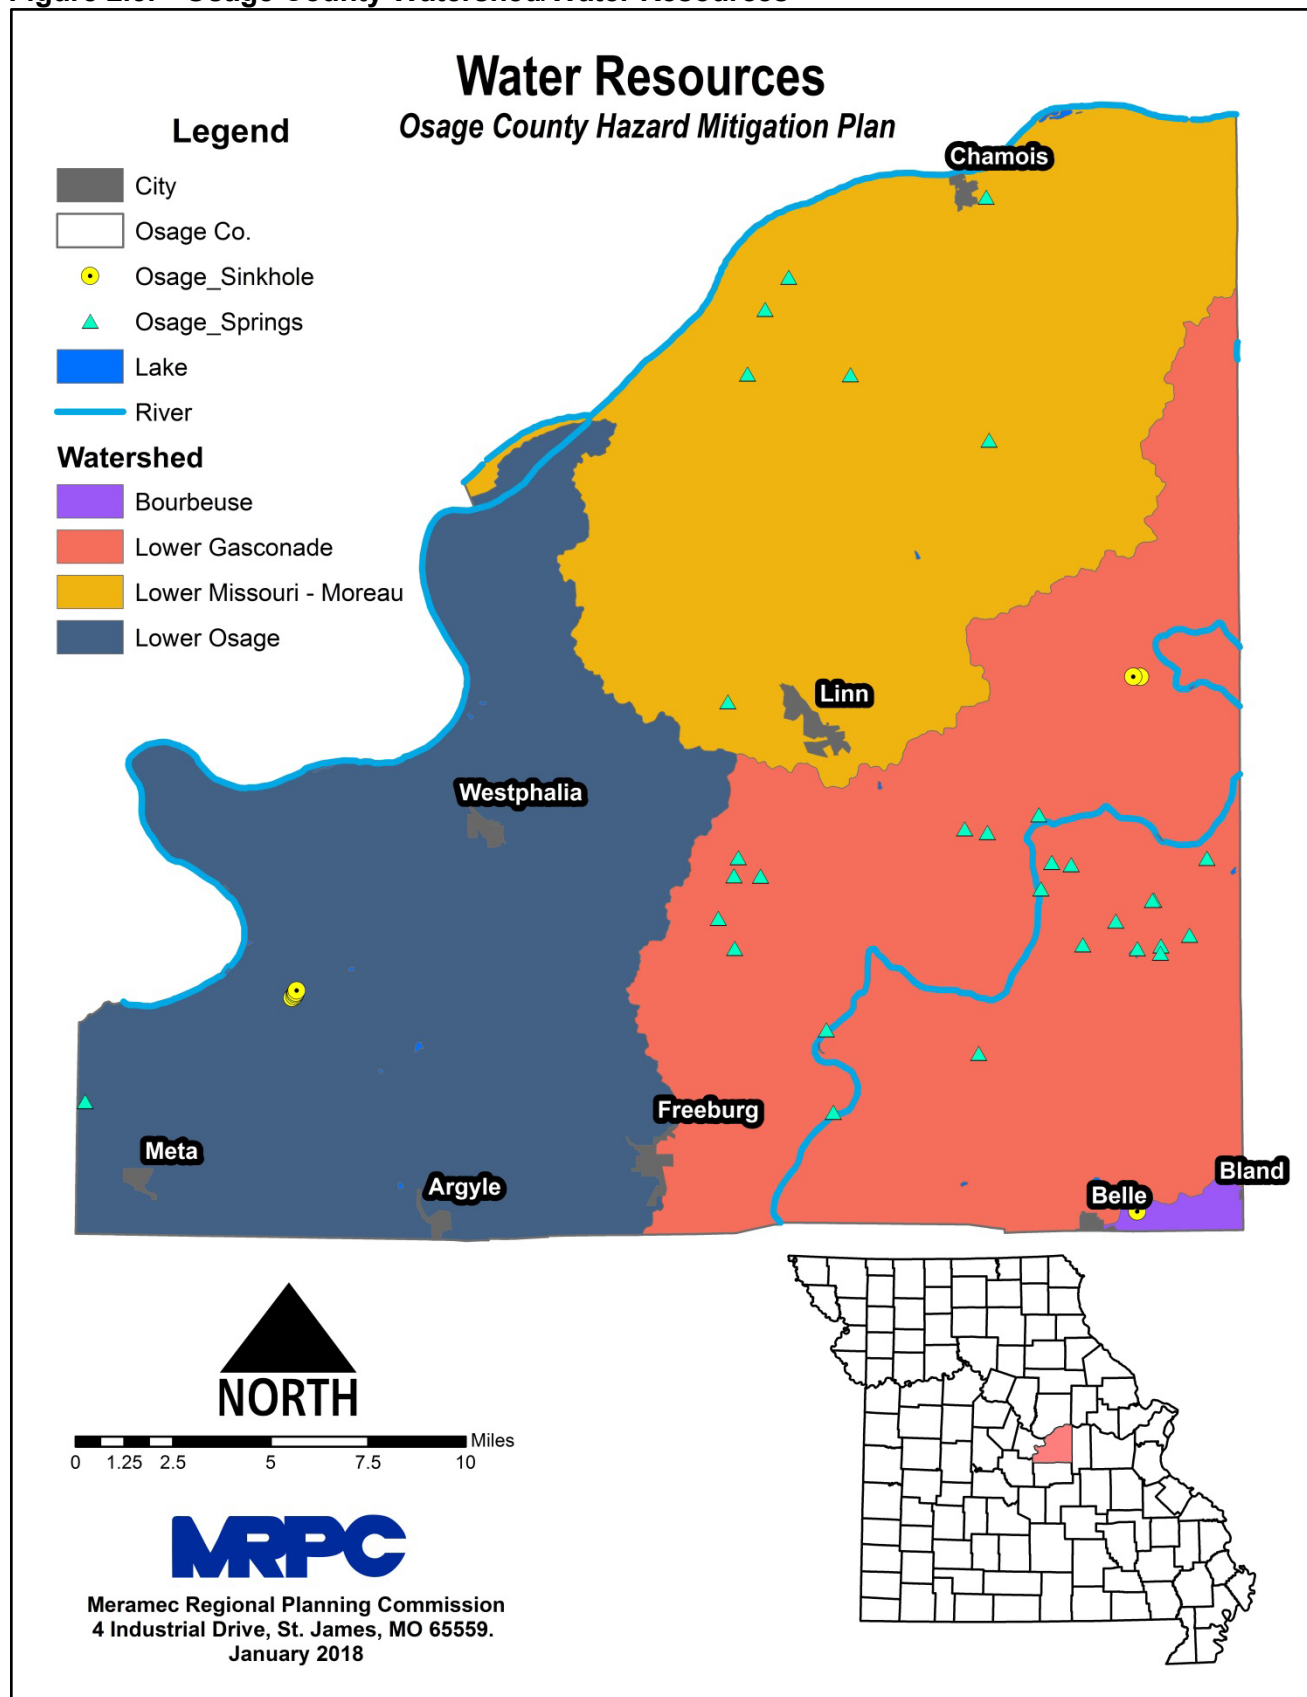 Water Resources
Osage County Hazard Mitigation Plan
Legend
City
Osage Co.
Osage_Sinkhole
Osage_Springs
Lake
River
Watershed
Bourbeuse
Lower Gasconade
Lower Missouri - Moreau
Lower Osage
Chamois
Linn
Westphalia
Freeburg
Meta
Argyle
Belle
Bland
NORTH
Miles
0 1.25 2.5 5 7.5 10
MRPC
Meramec Regional Planning Commission
4 Industrial Drive, St. James, MO 65559.
January 2018